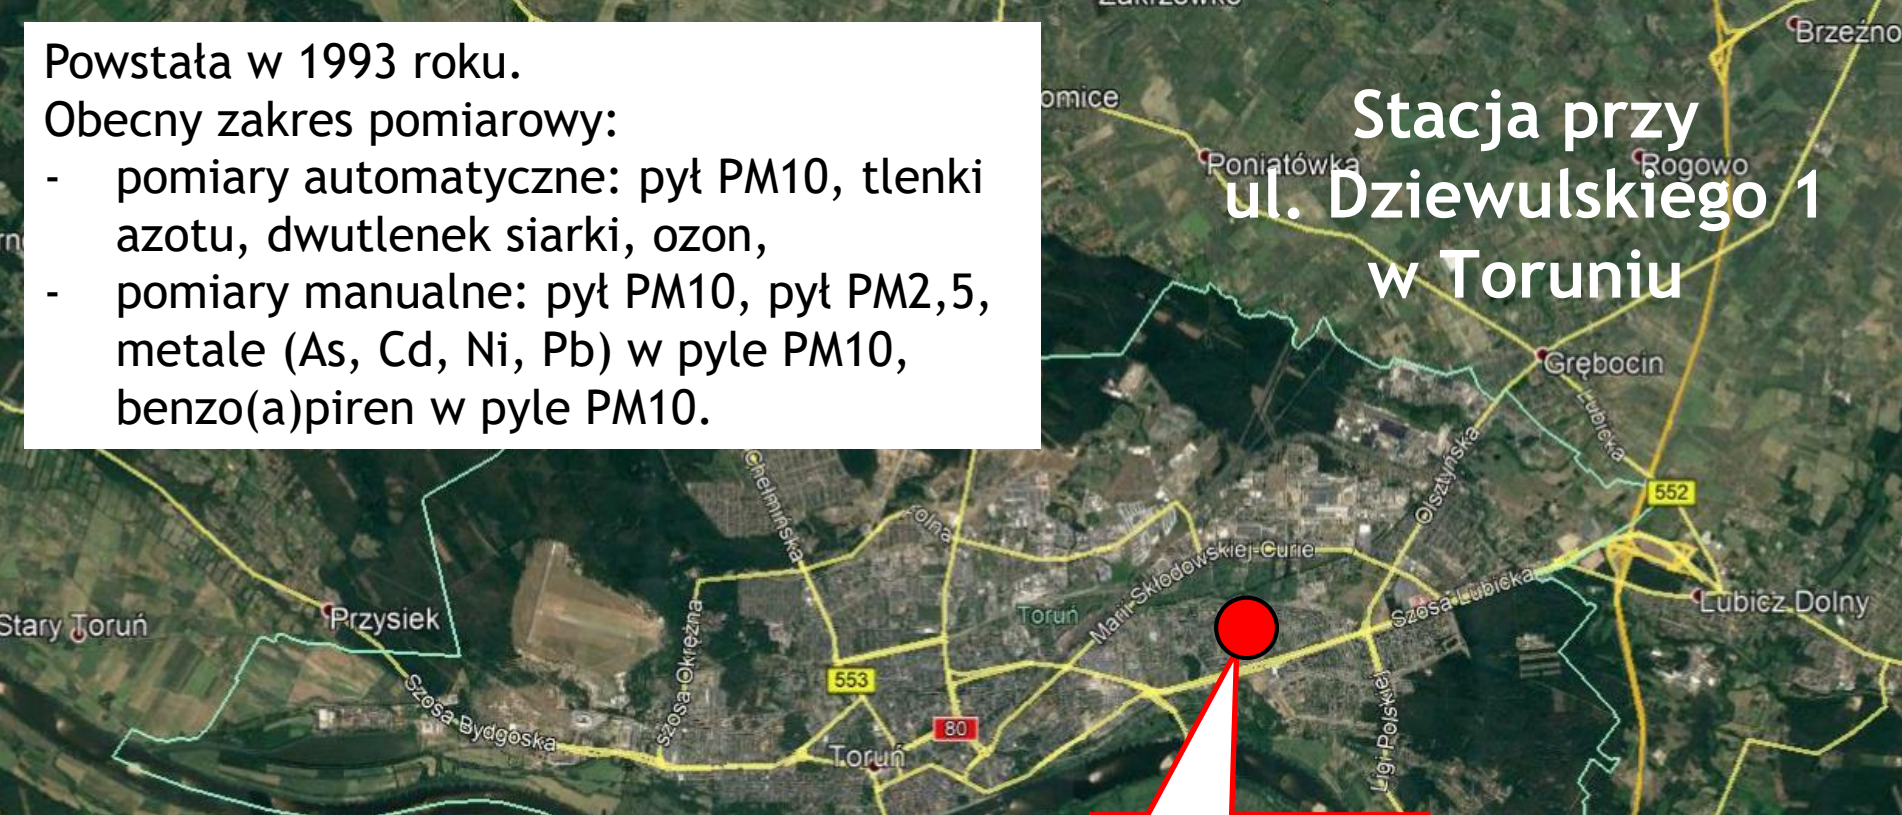 Powstała w 1993 roku.
Obecny zakres pomiarowy:
- pomiary automatyczne: pył PM10, tlenki
azotu, dwutlenek siarki, ozon,
- pomiary manualne: pył PM10, pył PM2,5,
metale (As, Cd, Ni, Pb) w pyle PM10,
benzo(a)piren w pyle PM10.
Stacja przy
ul. Dziewulskiego 1
w Toruniu
Brzeźno
Poniatówka
Rogowo
Grębocin
Lubicka
552
Olsztyńska
Chełmińska
Marii Skłodowskiej-Curie
Szosa Lubicka
Lubicz Dolny
Stary Toruń
Przysiek
Toruń
szosa Okrężna
553
Szosa Bydgoska
80
Toruń
Ligi Polskiej